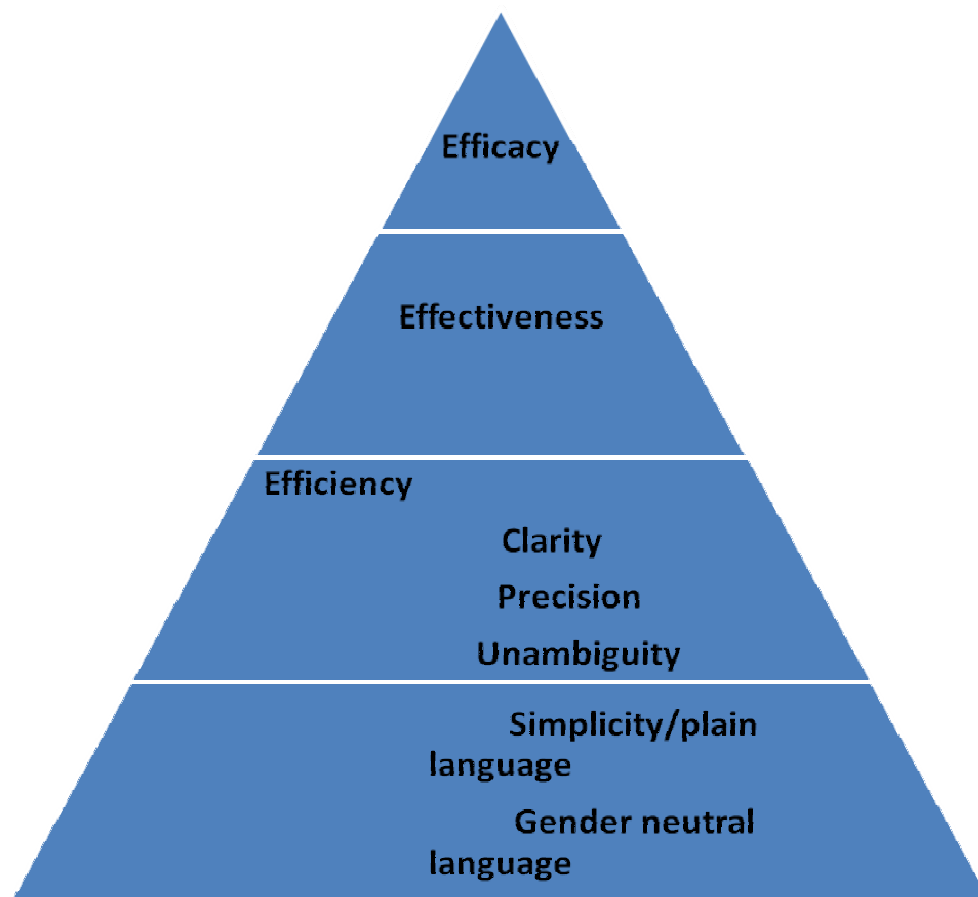 Efficacy
Effectiveness
Efficiency
Clarity
Precision
Unambiguity
Simplicity/plain
language
Gender neutral
language